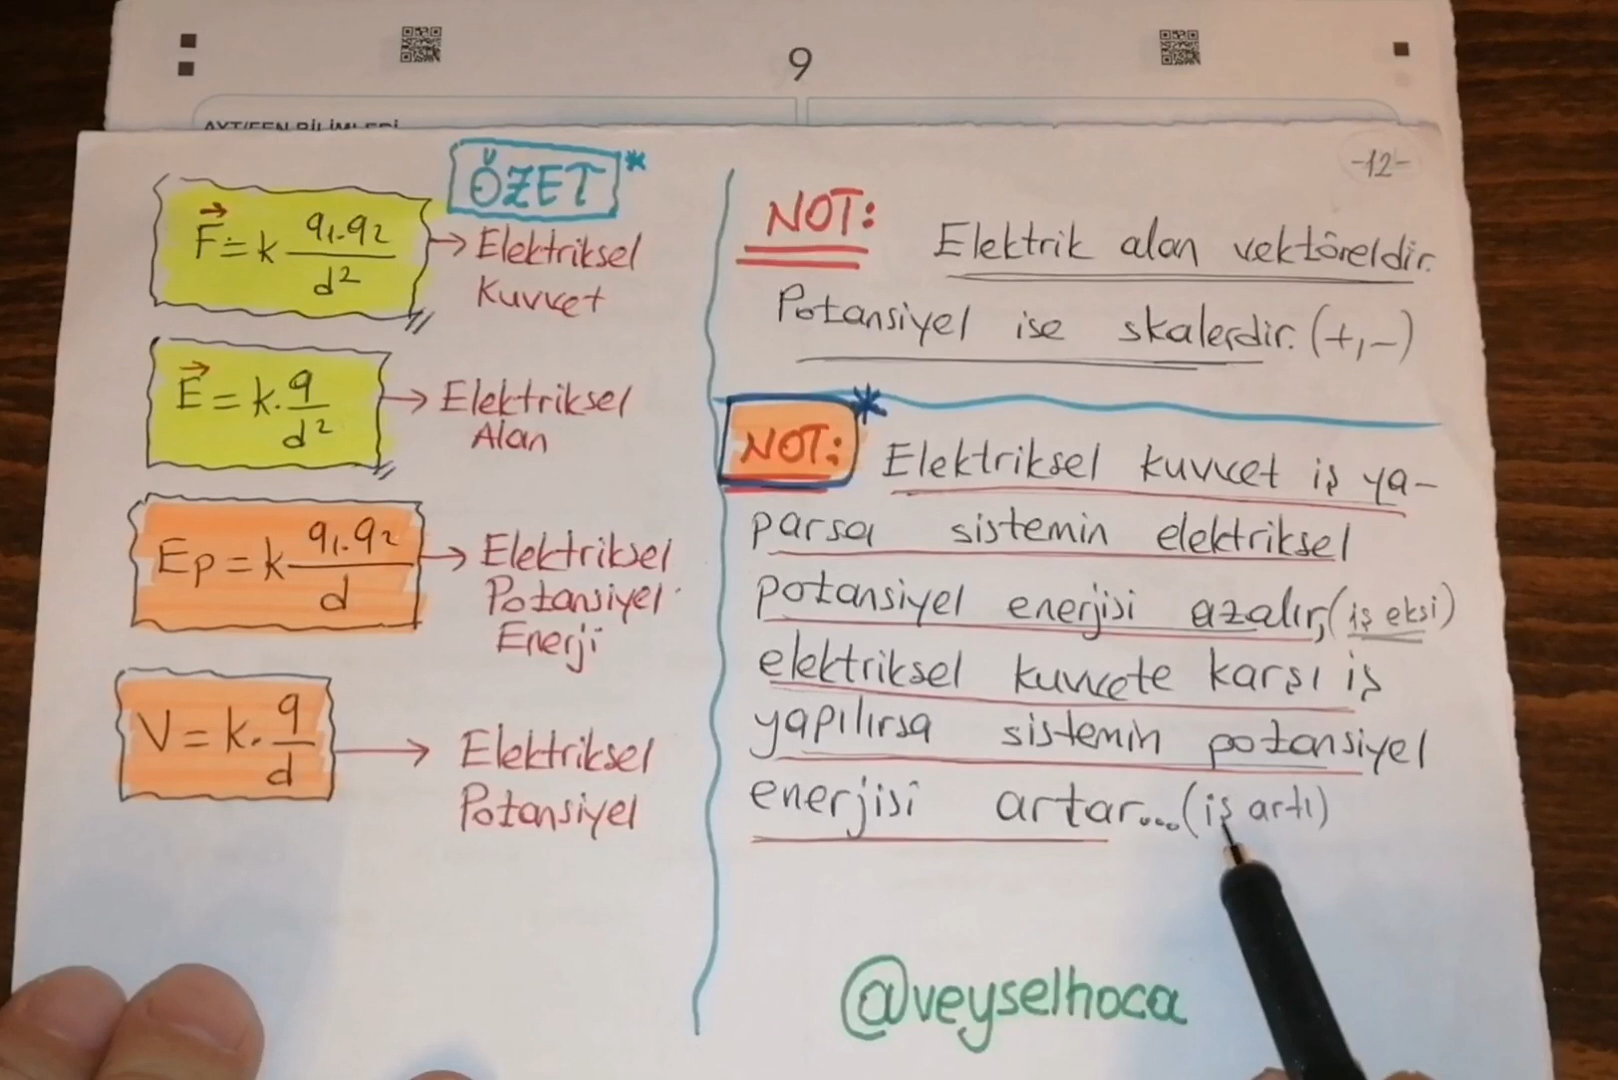 9
AYT/FEN BİLİMLERİ
-12-
ÖZET*
F = k q1.q2 / d2 → Elektriksel
Kuvvet
E = k. q / d2 → Elektriksel
Alan
Ep = k q1.q2 / d → Elektriksel
Potansiyel
Enerji
V = k. q / d → Elektriksel
Potansiyel
NOT: Elektrik alan vektöreldir.
Potansiyel ise skalerdir. (+,-)
NOT: * Elektriksel kuvvet iş ya-
parsa sistemin elektriksel
potansiyel enerjisi azalır, (iş eksi)
elektriksel kuvvete karşı iş
yapılırsa sistemin potansiyel
enerjisi artar... (iş artı)
@veyselhoca